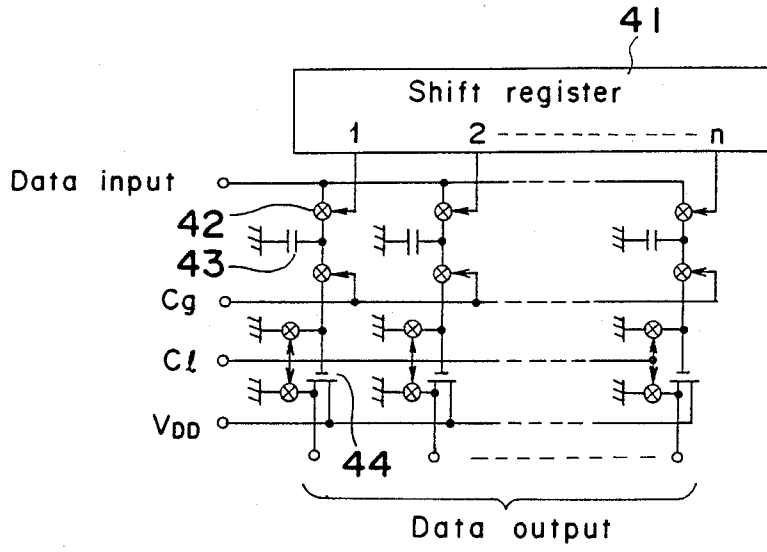 41
Shift register
1 2 n
Data input
42
43
Cg
Cl
VDD
44
Data output